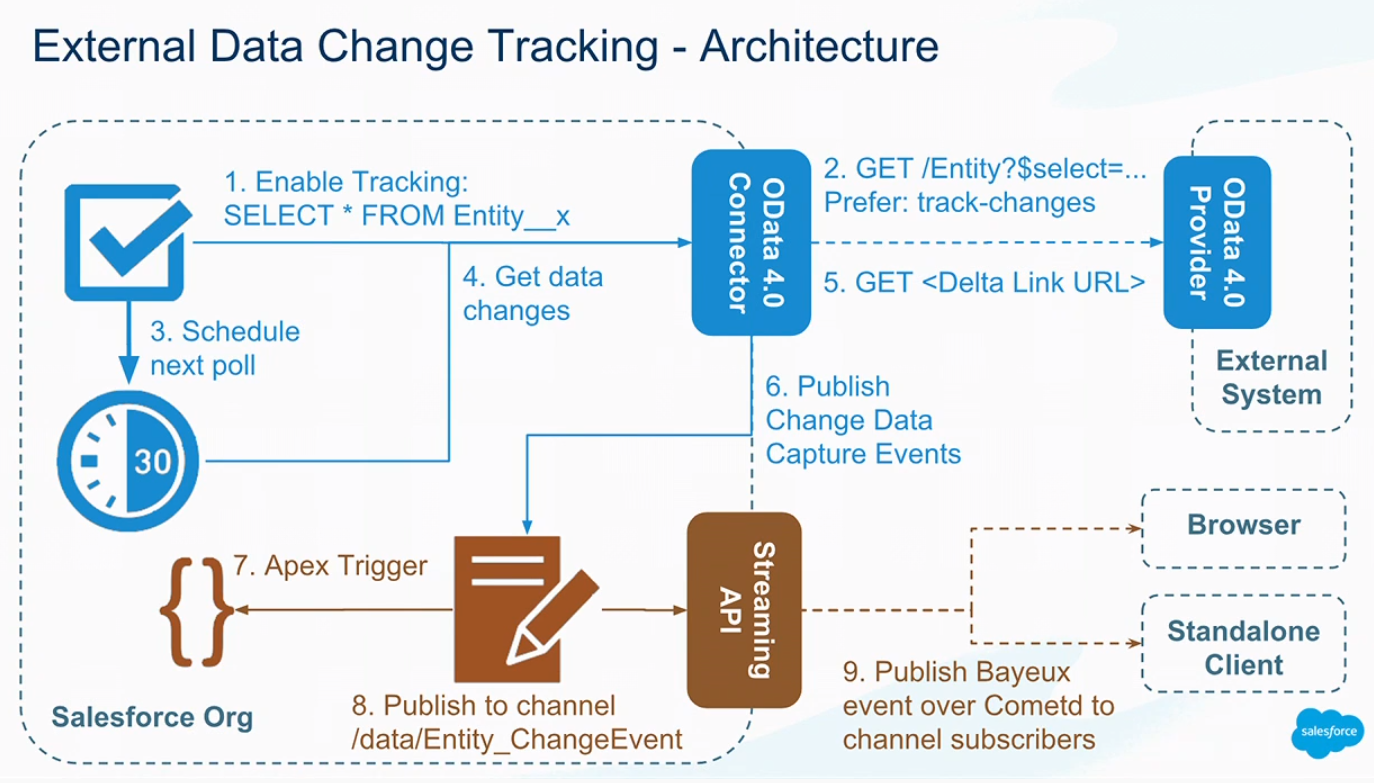 External Data Change Tracking - Architecture
1. Enable Tracking:
SELECT * FROM Entity__x
OData 4.0
Connector
2. GET /Entity?$select=...
Prefer: track-changes
OData 4.0
Provider
4. Get data
changes
5. GET <Delta Link URL>
3. Schedule
next poll
External
System
30
6. Publish
Change Data
Capture Events
Browser
7. Apex Trigger
Streaming
API
Standalone
Client
Salesforce Org
8. Publish to channel
/data/Entity_ChangeEvent
9. Publish Bayeux
event over Cometd to
channel subscribers
salesforce